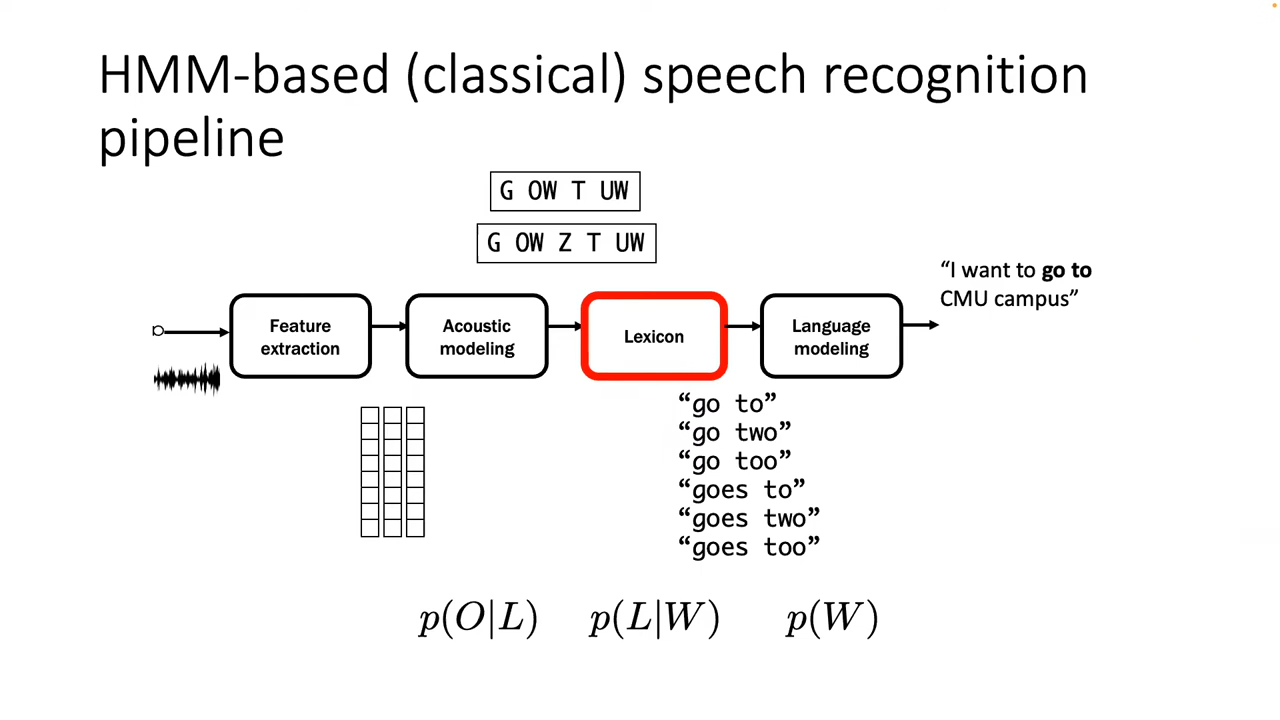 HMM-based (classical) speech recognition
pipeline
G OW T UW
G OW Z T UW
“I want to go to
CMU campus”
Feature
extraction
Acoustic
modeling
Lexicon
Language
modeling
“go to”
“go two”
“go too”
“goes to”
“goes two”
“goes too”
p(O|L) p(L|W) p(W)